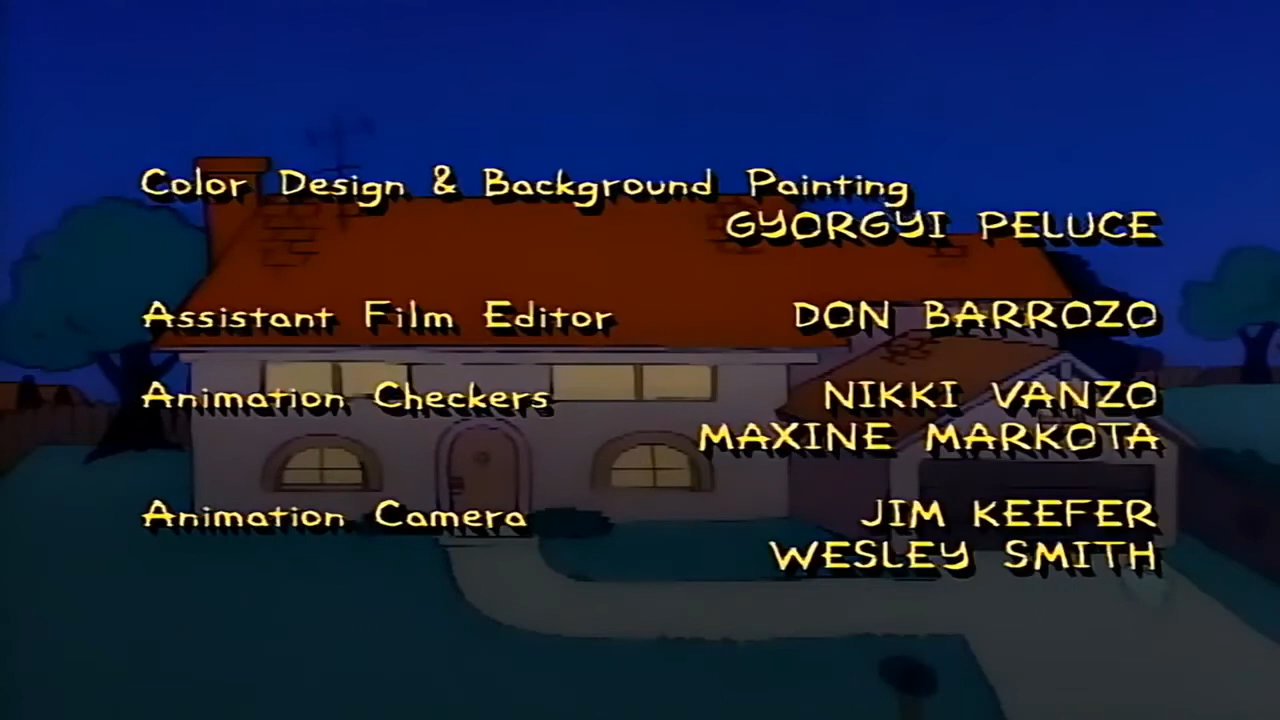 Color Design & Background Painting
GYORGYI PELUCE
Assistant Film Editor DON BARROZO
Animation Checkers NIKKI VANZO
MAXINE MARKOTA
Animation Camera JIM KEEFER
WESLEY SMITH